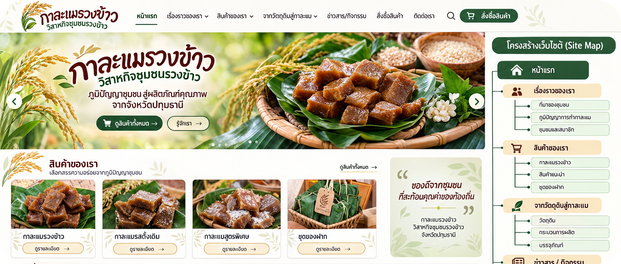 กาละแมรวงข้าว
วิสาหกิจชุมชนรวงข้าว
หน้าแรก เรื่องราวของเรา สินค้าของเรา จากวัตถุดิบสู่กาละแม ข่าวสาร/กิจกรรม สั่งซื้อสินค้า ติดต่อเรา สั่งซื้อสินค้า
กาละแมรวงข้าว
วิสาหกิจชุมชนรวงข้าว
ภูมิปัญญาชุมชน สู่ผลิตภัณฑ์คุณภาพ
จากจังหวัดปทุมธานี
ดูสินค้าทั้งหมด → รู้จักเรา →
สินค้าของเรา
เลือกสรรความอร่อยจากภูมิปัญญาชุมชน
ดูสินค้าทั้งหมด →
กาละแมรวงข้าว
ดูรายละเอียด →
กาละแมรสดั้งเดิม
ดูรายละเอียด →
กาละแมสูตรพิเศษ
ดูรายละเอียด →
ชุดของฝาก
ดูรายละเอียด →
“ของดีจากชุมชน
ที่สะท้อนคุณค่าของท้องถิ่น”
กาละแมรวงข้าว
วิสาหกิจชุมชนรวงข้าว
จังหวัดปทุมธานี
โครงสร้างเว็บไซต์ (Site Map)
หน้าแรก
เรื่องราวของเรา
ที่มาของชุมชน
ภูมิปัญญาการทำกาละแม
ชุมชนและสมาชิก
สินค้าของเรา
กาละแมรวงข้าว
สินค้าแนะนำ
ชุดของฝาก
จากวัตถุดิบสู่กาละแม
วัตถุดิบ
กระบวนการผลิต
บรรจุภัณฑ์
ข่าวสาร / กิจกรรม